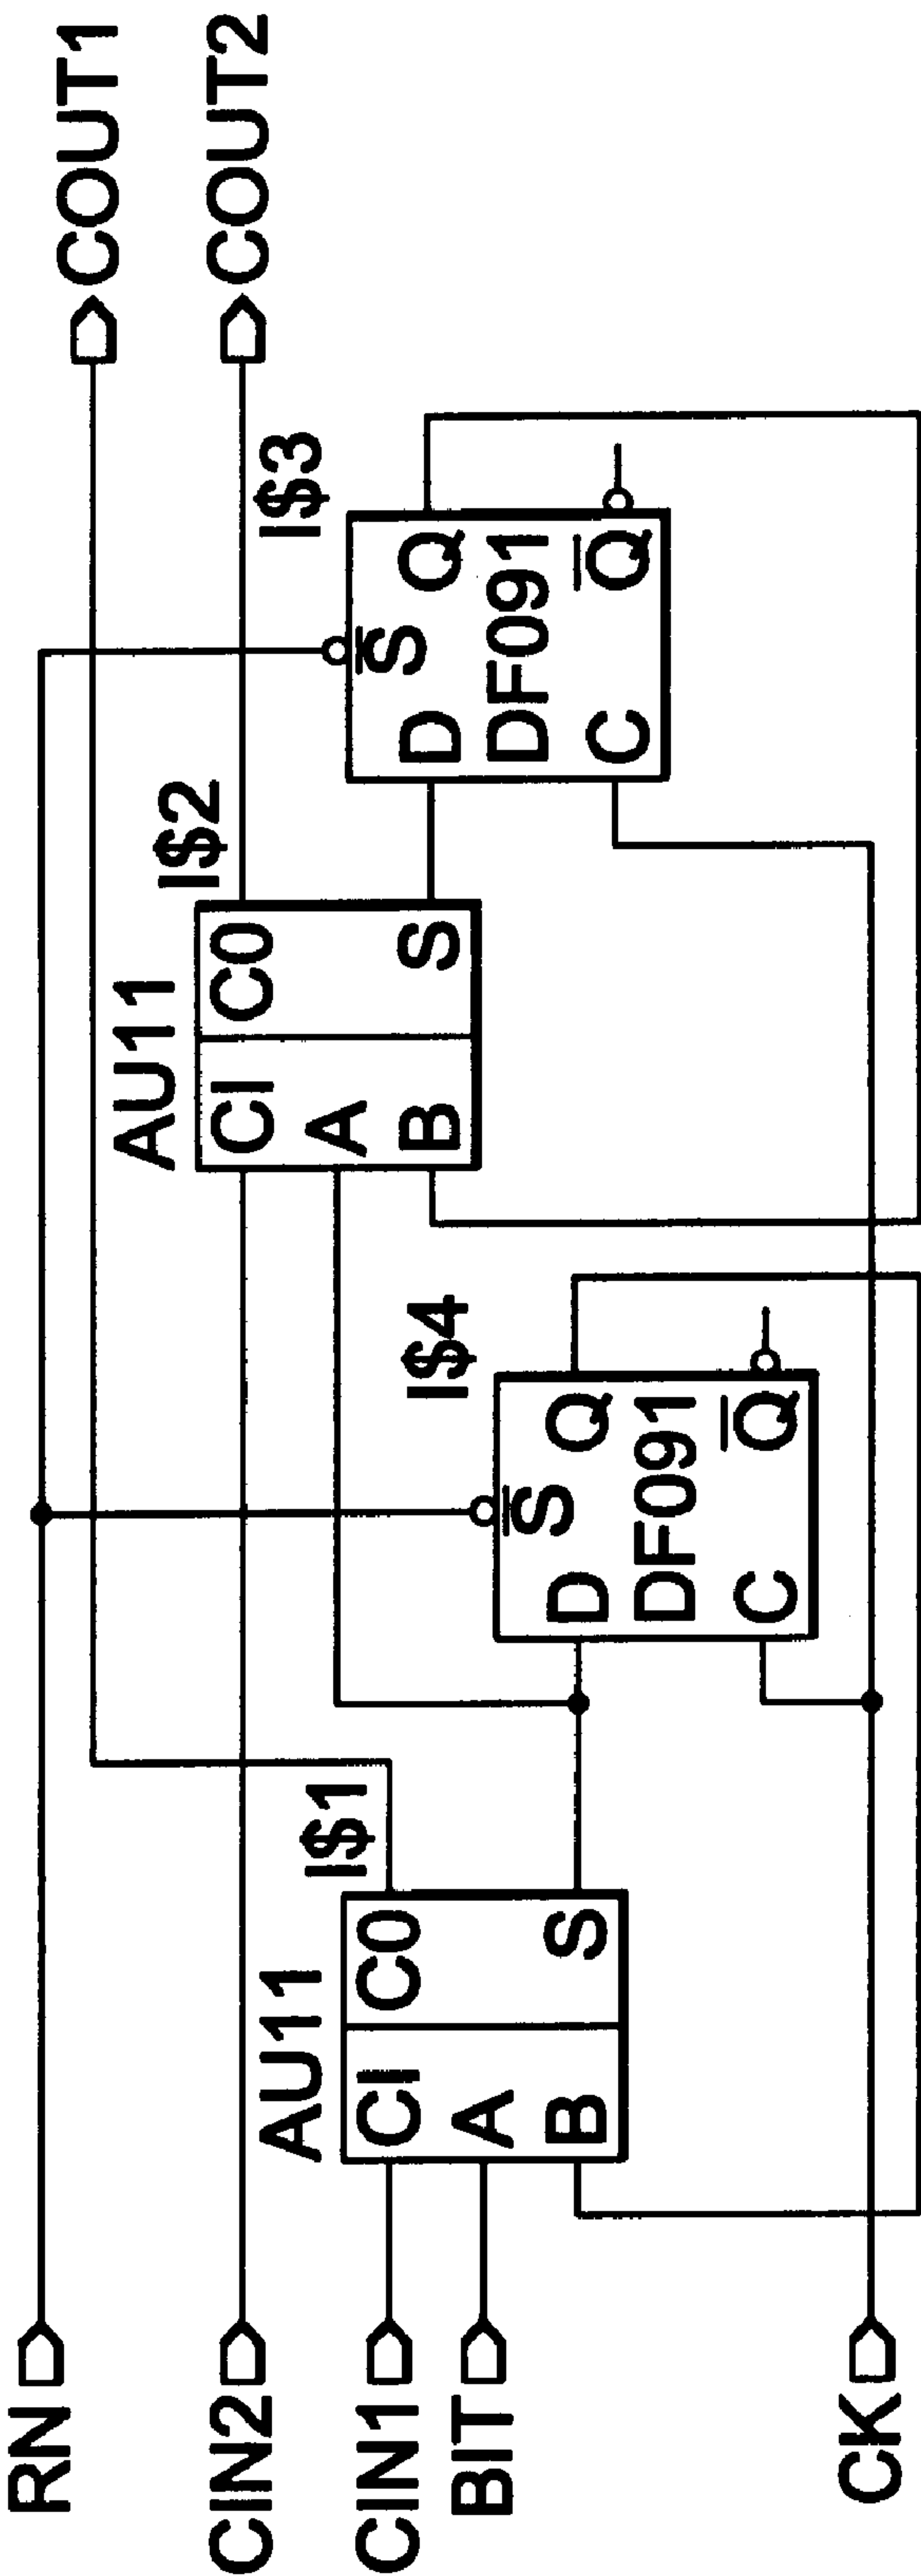 RN
CIN2
CIN1
BIT
CK
AU11
I$1
CI C0
A
B S
I$4
S
D Q
DF091
C Q
AU11
I$2
CI C0
A
B S
I$3
S
D Q
DF091
C Q
COUT1
COUT2